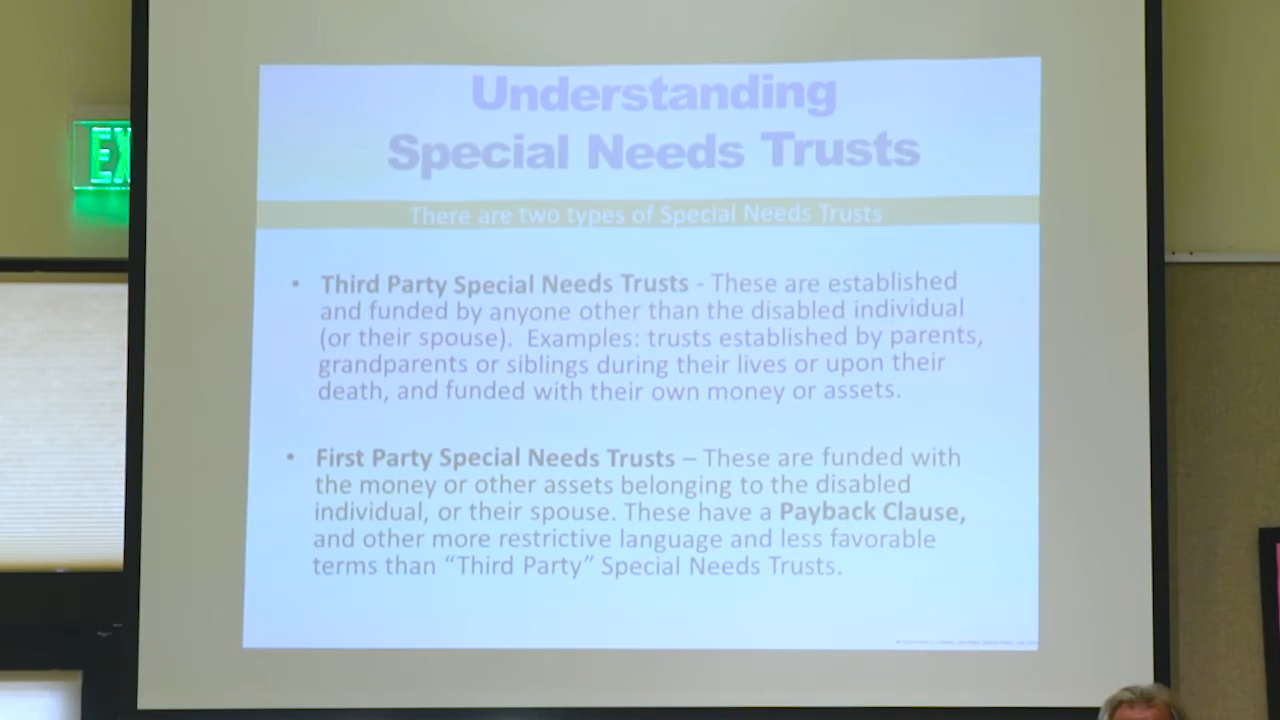 EX
Understanding
Special Needs Trusts
There are two types of Special Needs Trusts
• Third Party Special Needs Trusts - These are established
and funded by anyone other than the disabled individual
(or their spouse).  Examples: trusts established by parents,
grandparents or siblings during their lives or upon their
death, and funded with their own money or assets.
• First Party Special Needs Trusts – These are funded with
the money or other assets belonging to the disabled
individual, or their spouse. These have a Payback Clause,
and other more restrictive language and less favorable
terms than “Third Party” Special Needs Trusts.